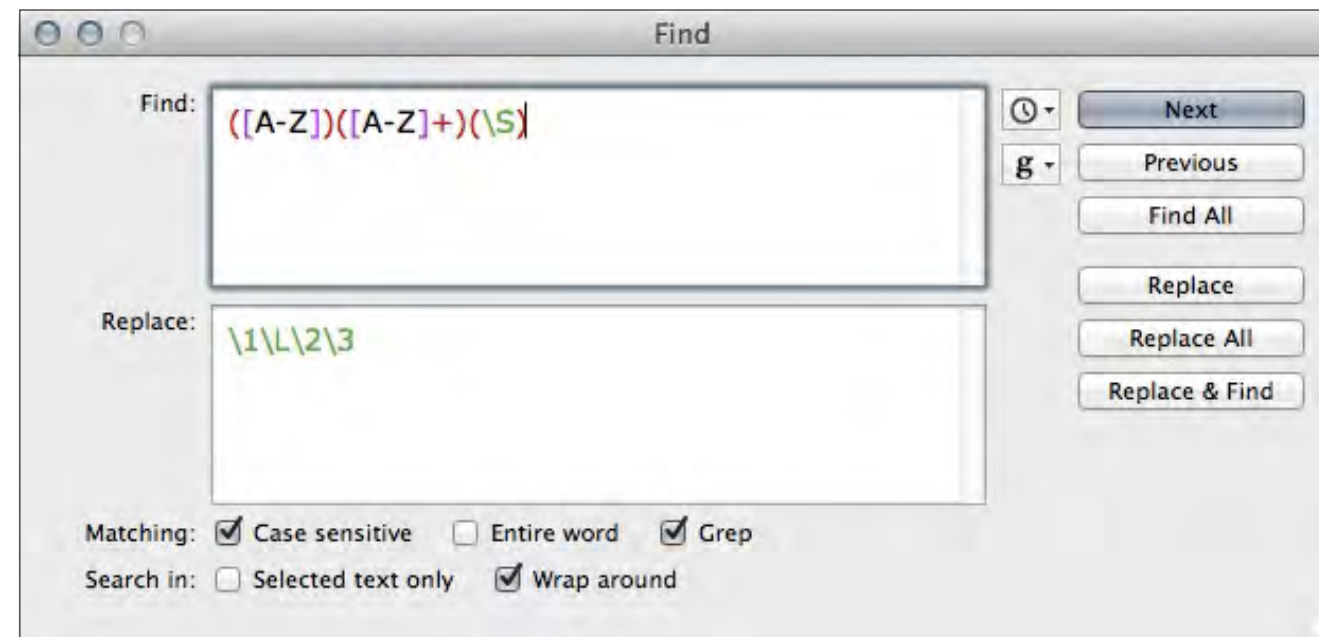 Find
Find:
([A-Z])([A-Z]+)(\S)
g
Next
Previous
Find All
Replace:
\1\L\2\3
Replace
Replace All
Replace & Find
Matching: Case sensitive Entire word Grep
Search in: Selected text only Wrap around